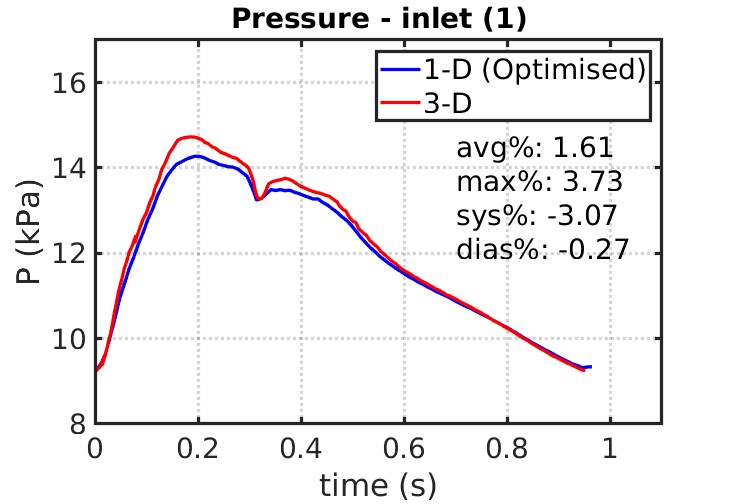 Pressure - inlet (1)
1-D (Optimised)
3-D
avg%: 1.61
max%: 3.73
sys%: -3.07
dias%: -0.27
P (kPa)
16
14
12
10
8
0 0.2 0.4 0.6 0.8 1
time (s)